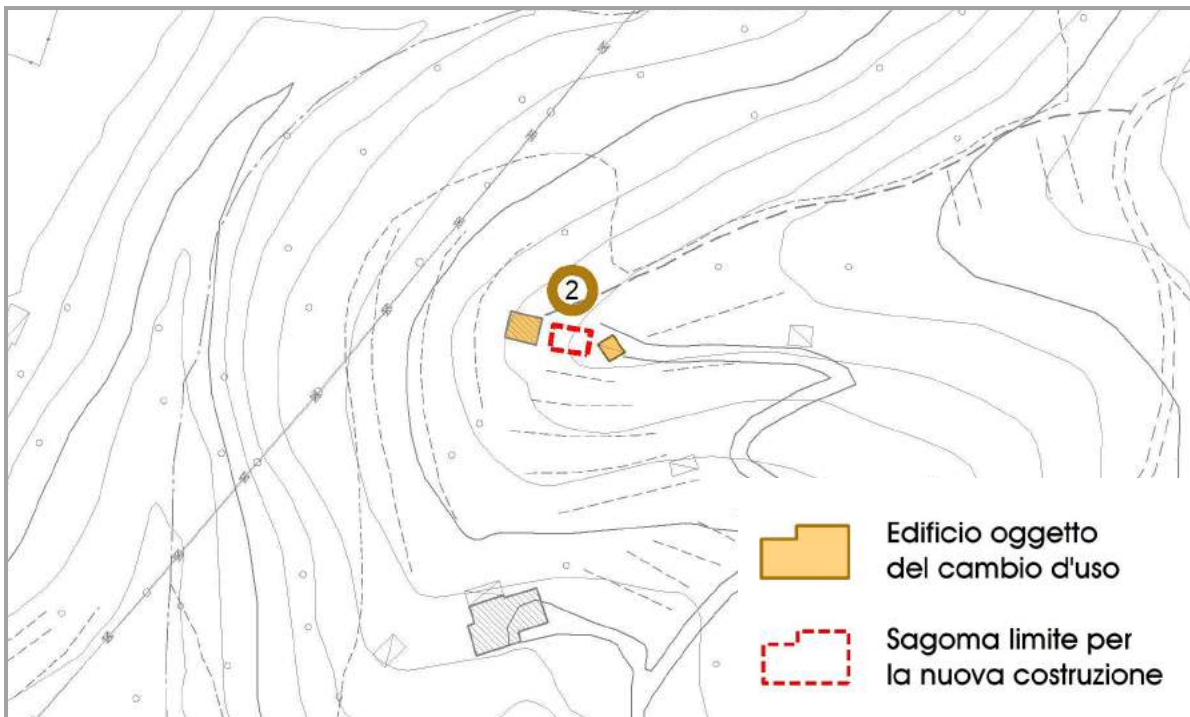 2
Edificio oggetto
del cambio d'uso
Sagoma limite per
la nuova costruzione